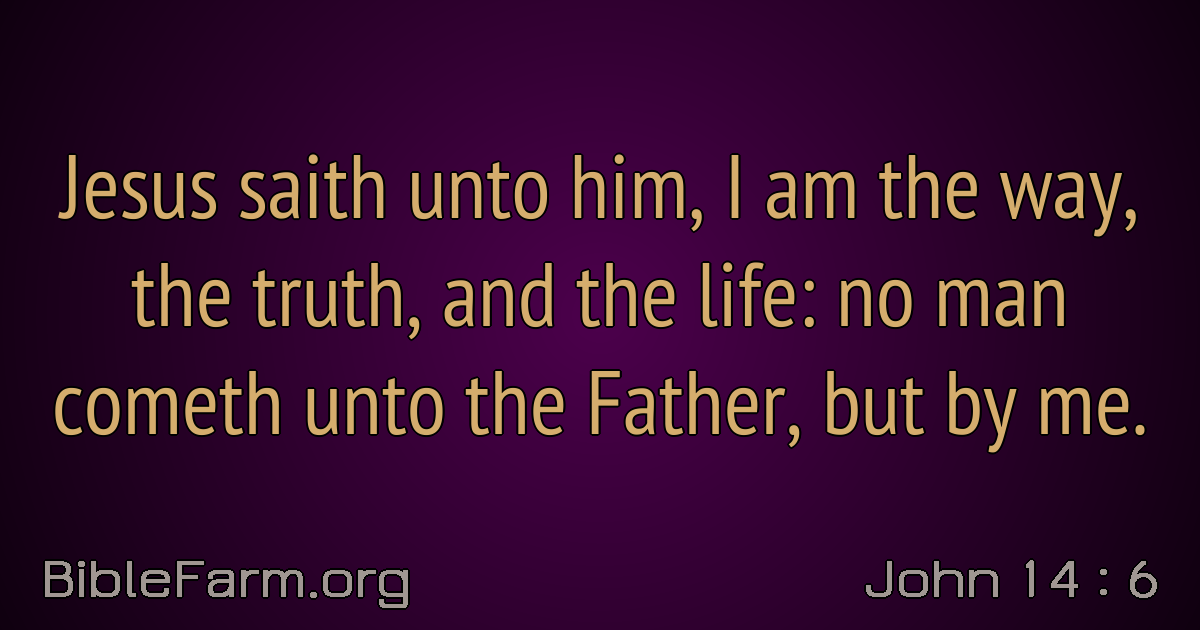 Jesus saith unto him, I am the way,
the truth, and the life: no man
cometh unto the Father, but by me.
BibleFarm.org
John 14 : 6